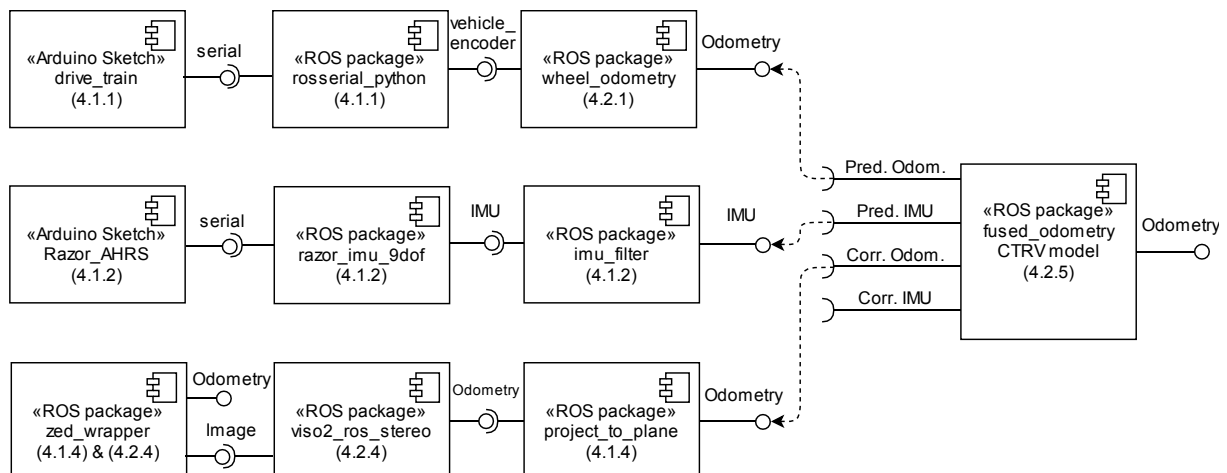 «Arduino Sketch»
drive_train
(4.1.1)
serial
«ROS package»
rosserial_python
(4.1.1)
vehicle_
encoder
«ROS package»
wheel_odometry
(4.2.1)
Odometry
«Arduino Sketch»
Razor_AHRS
(4.1.2)
serial
«ROS package»
razor_imu_9dof
(4.1.2)
IMU
«ROS package»
imu_filter
(4.1.2)
IMU
«ROS package»
zed_wrapper
(4.1.4) & (4.2.4)
Odometry
Image
«ROS package»
viso2_ros_stereo
(4.2.4)
Odometry
«ROS package»
project_to_plane
(4.1.4)
Odometry
Pred. Odom.
Pred. IMU
Corr. Odom.
Corr. IMU
«ROS package»
fused_odometry
CTRV model
(4.2.5)
Odometry